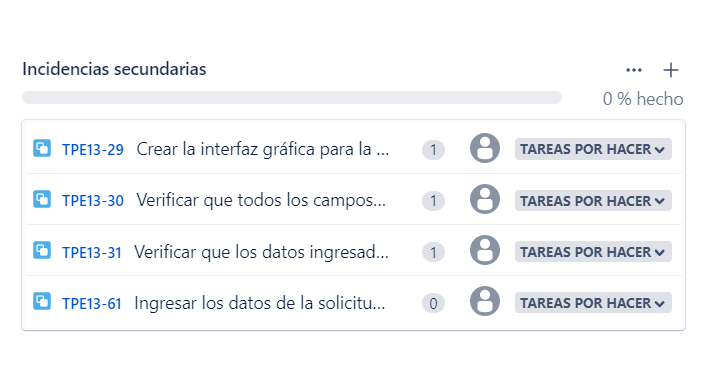 Incidencias secundarias
0 % hecho
TPE13-29 Crear la interfaz gráfica para la ... 1 TAREAS POR HACER
TPE13-30 Verificar que todos los campos... 1 TAREAS POR HACER
TPE13-31 Verificar que los datos ingresad... 1 TAREAS POR HACER
TPE13-61 Ingresar los datos de la solicitu... 0 TAREAS POR HACER